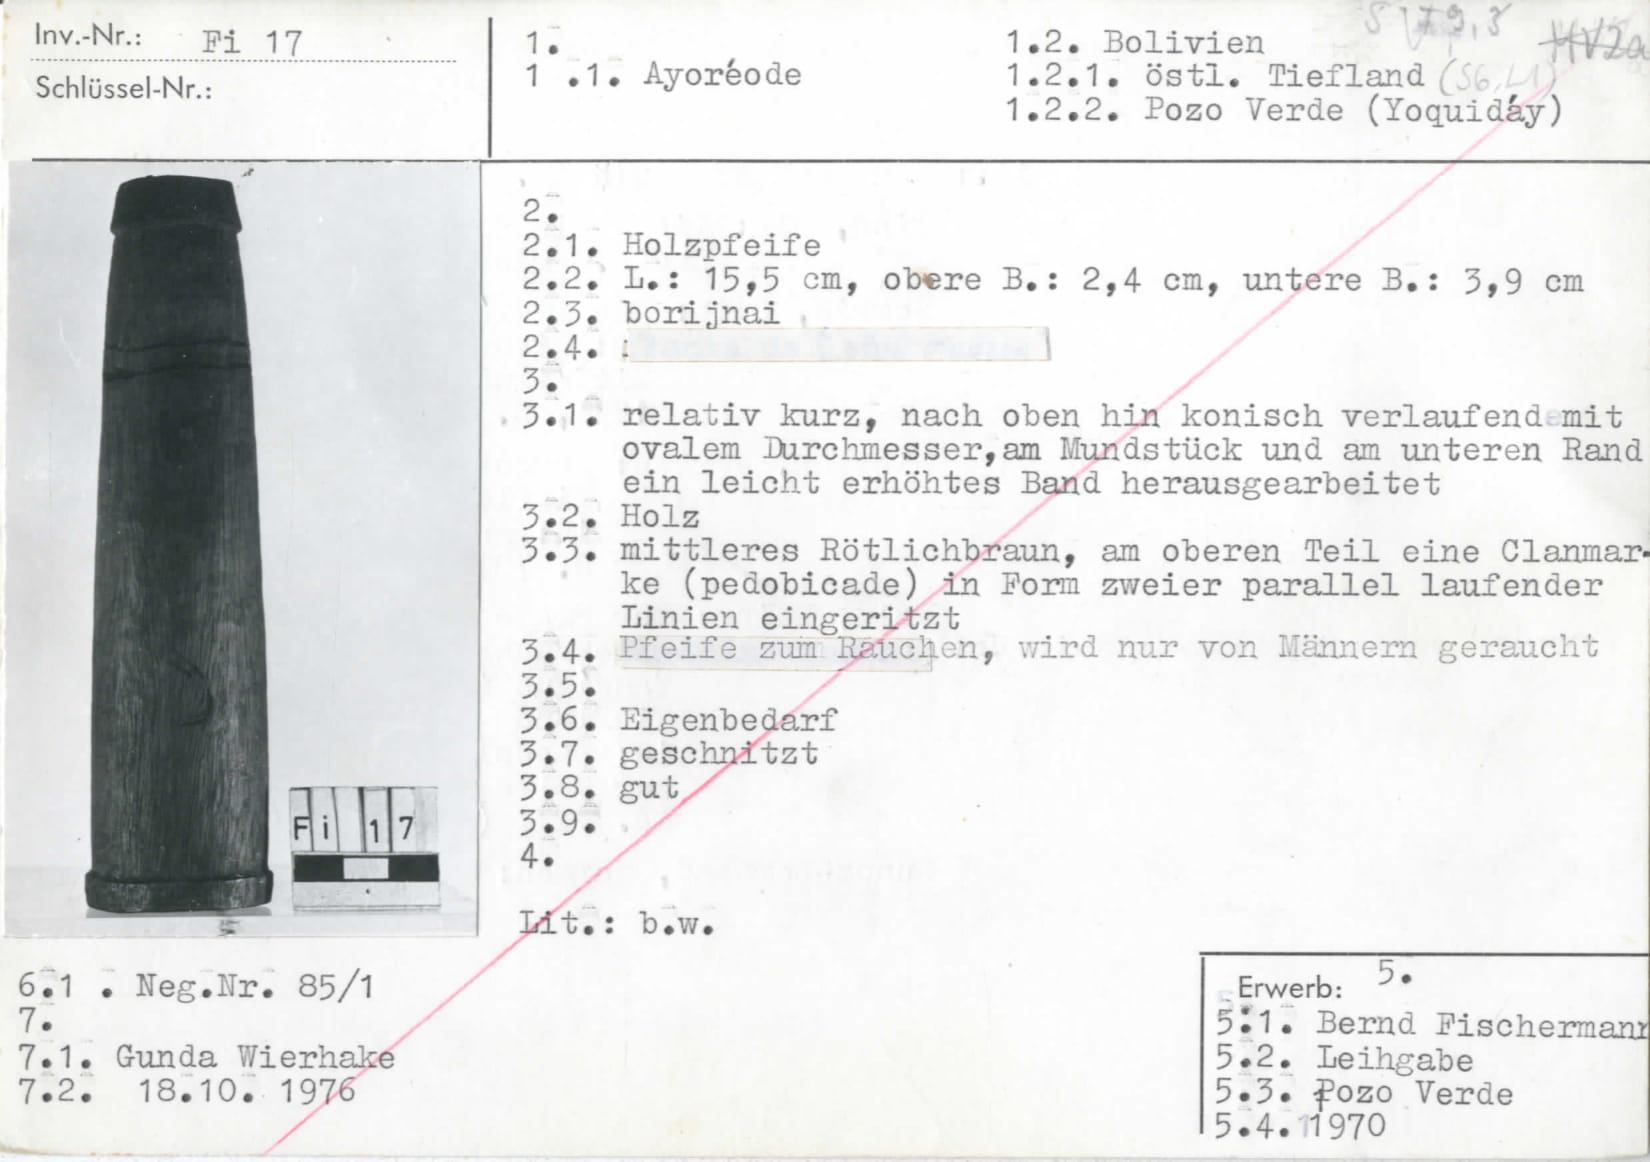 Inv.-Nr.: Fi 17
Schlüssel-Nr.:
1.
1 .1. Ayoréode
1.2. Bolivien
1.2.1. östl. Tiefland (S6, L1)
1.2.2. Pozo Verde (Yoquidáy)
HV2a
2.
2.1. Holzpfeife
2.2. L.: 15,5 cm, obere B.: 2,4 cm, untere B.: 3,9 cm
2.3. borijnai
2.4. :
3.
3.1. relativ kurz, nach oben hin konisch verlaufend mit
ovalem Durchmesser, am Mundstück und am unteren Rand
ein leicht erhöhtes Band herausgearbeitet
3.2. Holz
3.3. mittleres Rötlichbraun, am oberen Teil eine Clanmar-
ke (pedobicade) in Form zweier parallel laufender
Linien eingeritzt
3.4. Pfeife zum Rauchen, wird nur von Männern geraucht
3.5.
3.6. Eigenbedarf
3.7. geschnitzt
3.8. gut
3.9.
4.
Lit.: b.w.
Fi 17
6.1 . Neg.Nr. 85/1
7.
7.1. Gunda Wierhake
7.2. 18.10. 1976
Erwerb: 5.
5.1. Bernd Fischermann
5.2. Leihgabe
5.3. Pozo Verde
5.4. 1970